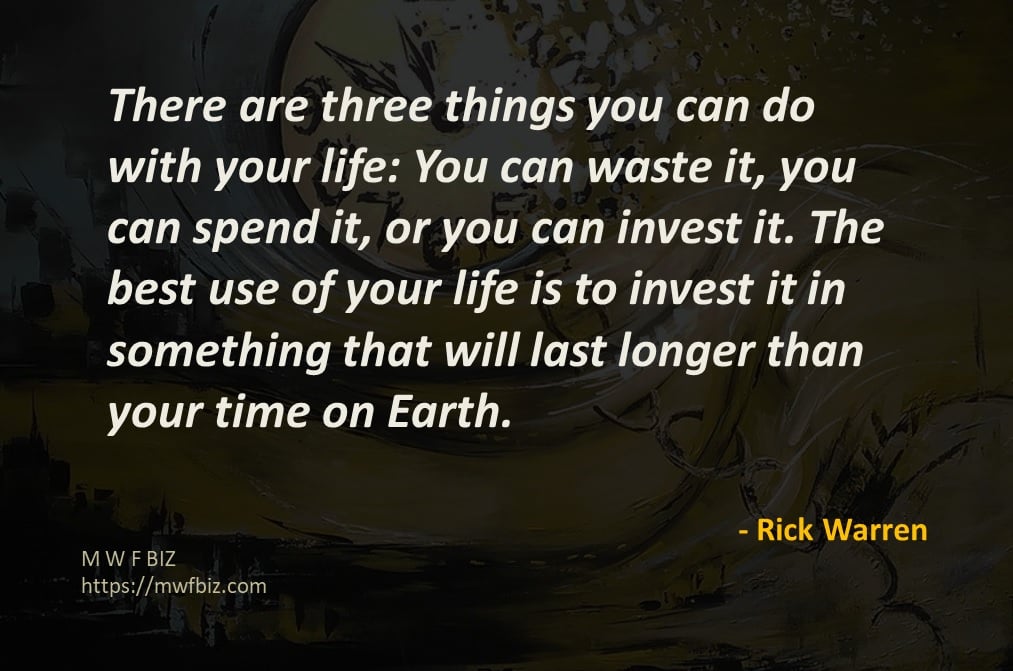 There are three things you can do
with your life: You can waste it, you
can spend it, or you can invest it. The
best use of your life is to invest it in
something that will last longer than
your time on Earth.
- Rick Warren
M W F BIZ
https://mwfbiz.com